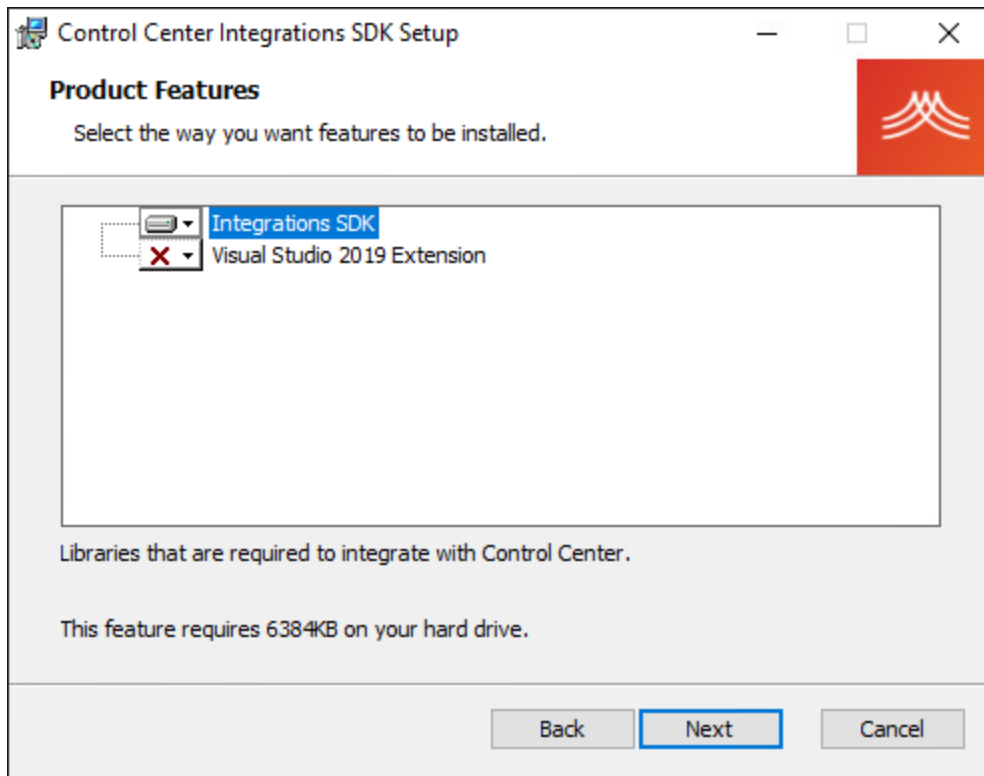 Control Center Integrations SDK Setup
Product Features
Select the way you want features to be installed.
Integrations SDK
Visual Studio 2019 Extension
Libraries that are required to integrate with Control Center.
This feature requires 6384KB on your hard drive.
Back Next Cancel